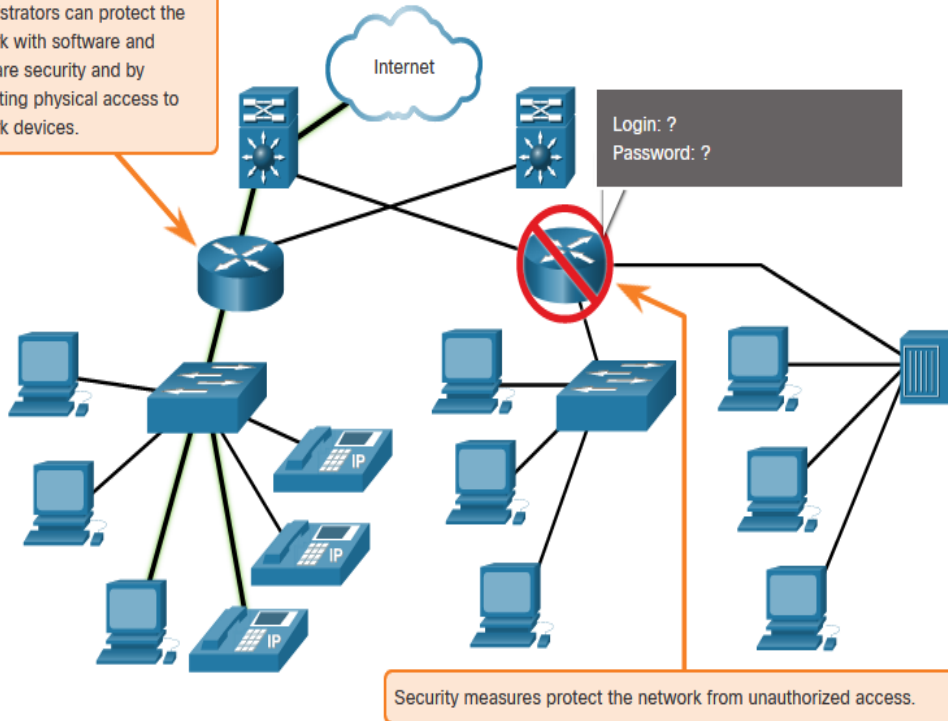 strators can protect the
k with software and
are security and by
ting physical access to
k devices.
Internet
Login: ?
Password: ?
IP
IP
IP
Security measures protect the network from unauthorized access.